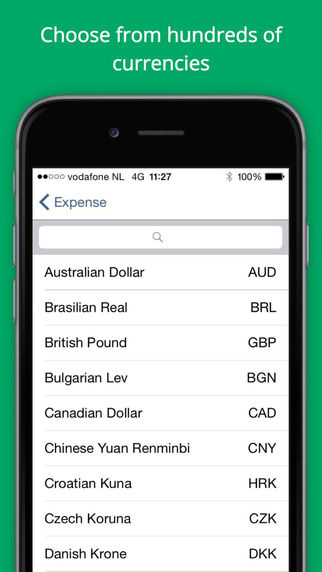 Choose from hundreds of
currencies
vodafone NL 4G 11:27 100%
Expense
Australian Dollar AUD
Brasilian Real BRL
British Pound GBP
Bulgarian Lev BGN
Canadian Dollar CAD
Chinese Yuan Renminbi CNY
Croatian Kuna HRK
Czech Koruna CZK
Danish Krone DKK